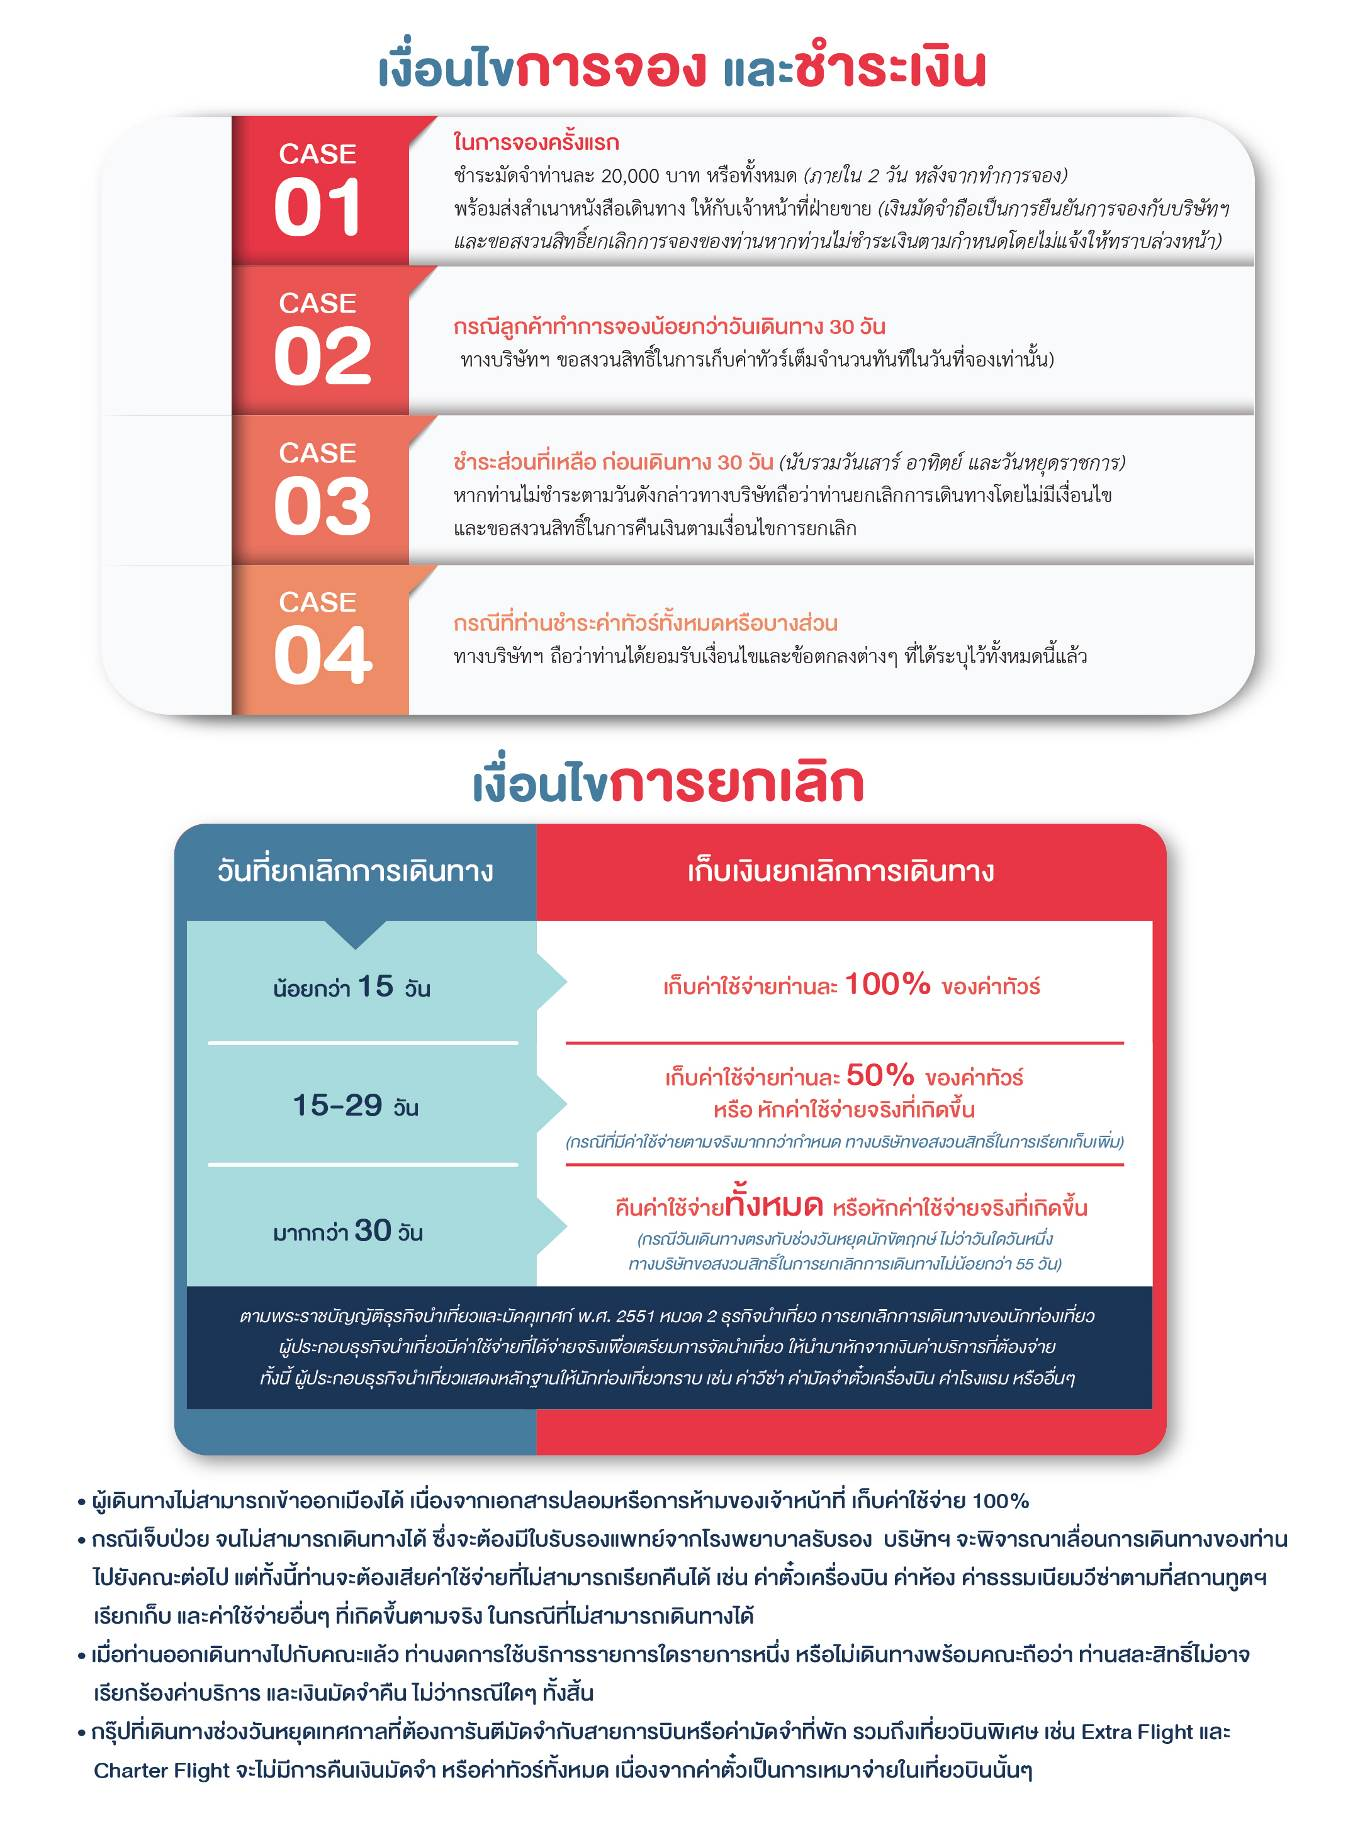 เงื่อนไขการจอง และชำระเงิน
CASE
01
ในการจองครั้งแรก
ชำระมัดจำท่านละ 20,000 บาท หรือทั้งหมด (ภายใน 2 วัน หลังจากทำการจอง)
พร้อมส่งสำเนาหนังสือเดินทาง ให้กับเจ้าหน้าที่ฝ่ายขาย (เงินมัดจำถือเป็นการยืนยันการจองกับบริษัทฯ
และขอสงวนสิทธิ์ยกเลิกการจองของท่านหากท่านไม่ชำระเงินตามกำหนดโดยไม่แจ้งให้ทราบล่วงหน้า)
CASE
02
กรณีลูกค้าทำการจองน้อยกว่าวันเดินทาง 30 วัน
ทางบริษัทฯ ขอสงวนสิทธิ์ในการเก็บค่าทัวร์เต็มจำนวนทันทีในวันที่จองเท่านั้น)
CASE
03
ชำระส่วนที่เหลือ ก่อนเดินทาง 30 วัน (นับรวมวันเสาร์ อาทิตย์ และวันหยุดราชการ)
หากท่านไม่ชำระตามวันดังกล่าวทางบริษัทถือว่าท่านยกเลิกการเดินทางโดยไม่มีเงื่อนไข
และขอสงวนสิทธิ์ในการคืนเงินตามเงื่อนไขการยกเลิก
CASE
04
กรณีที่ท่านชำระค่าทัวร์ทั้งหมดหรือบางส่วน
ทางบริษัทฯ ถือว่าท่านได้ยอมรับเงื่อนไขและข้อตกลงต่างๆ ที่ได้ระบุไว้ทั้งหมดนี้แล้ว
เงื่อนไขการยกเลิก
วันที่ยกเลิกการเดินทาง
เก็บเงินยกเลิกการเดินทาง
น้อยกว่า 15 วัน
เก็บค่าใช้จ่ายท่านละ 100% ของค่าทัวร์
15-29 วัน
เก็บค่าใช้จ่ายท่านละ 50% ของค่าทัวร์
หรือ หักค่าใช้จ่ายจริงที่เกิดขึ้น
(กรณีที่มีค่าใช้จ่ายตามจริงมากกว่ากำหนด ทางบริษัทขอสงวนสิทธิ์ในการเรียกเก็บเพิ่ม)
มากกว่า 30 วัน
คืนค่าใช้จ่ายทั้งหมด หรือหักค่าใช้จ่ายจริงที่เกิดขึ้น
(กรณีวันเดินทางตรงกับช่วงวันหยุดนักขัตฤกษ์ ไม่ว่าวันใดวันหนึ่ง
ทางบริษัทขอสงวนสิทธิ์ในการยกเลิกการเดินทางไม่น้อยกว่า 55 วัน)
ตามพระราชบัญญัติธุรกิจนำเที่ยวและมัคคุเทศก์ พ.ศ. 2551 หมวด 2 ธุรกิจนำเที่ยว การยกเลิกการเดินทางของนักท่องเที่ยว
ผู้ประกอบธุรกิจนำเที่ยวมีค่าใช้จ่ายที่ได้จ่ายจริงเพื่อเตรียมการจัดนำเที่ยว ให้นำมาหักจากเงินค่าบริการที่ต้องจ่าย
ทั้งนี้ ผู้ประกอบธุรกิจนำเที่ยวแสดงหลักฐานให้นักท่องเที่ยวทราบ เช่น ค่าวีซ่า ค่ามัดจำตั๋วเครื่องบิน ค่าโรงแรม หรืออื่นๆ
• ผู้เดินทางไม่สามารถเข้าออกเมืองได้ เนื่องจากเอกสารปลอมหรือการห้ามของเจ้าหน้าที่ เก็บค่าใช้จ่าย 100%
• กรณีเจ็บป่วย จนไม่สามารถเดินทางได้ ซึ่งจะต้องมีใบรับรองแพทย์จากโรงพยาบาลรับรอง บริษัทฯ จะพิจารณาเลื่อนการเดินทางของท่าน
ไปยังคณะต่อไป แต่ทั้งนี้ท่านจะต้องเสียค่าใช้จ่ายที่ไม่สามารถเรียกคืนได้ เช่น ค่าตั๋วเครื่องบิน ค่าห้อง ค่าธรรมเนียมวีซ่าตามที่สถานทูตฯ
เรียกเก็บ และค่าใช้จ่ายอื่นๆ ที่เกิดขึ้นตามจริง ในกรณีที่ไม่สามารถเดินทางได้
• เมื่อท่านออกเดินทางไปกับคณะแล้ว ท่านงดการใช้บริการรายการใดรายการหนึ่ง หรือไม่เดินทางพร้อมคณะถือว่า ท่านสละสิทธิ์ไม่อาจ
เรียกร้องค่าบริการ และเงินมัดจำคืน ไม่ว่ากรณีใดๆ ทั้งสิ้น
• กรุ๊ปที่เดินทางช่วงวันหยุดเทศกาลที่ต้องการันตีมัดจำกับสายการบินหรือค่ามัดจำที่พัก รวมถึงเที่ยวบินพิเศษ เช่น Extra Flight และ
Charter Flight จะไม่มีการคืนเงินมัดจำ หรือค่าทัวร์ทั้งหมด เนื่องจากค่าตั๋วเป็นการเหมาจ่ายในเที่ยวบินนั้นๆ